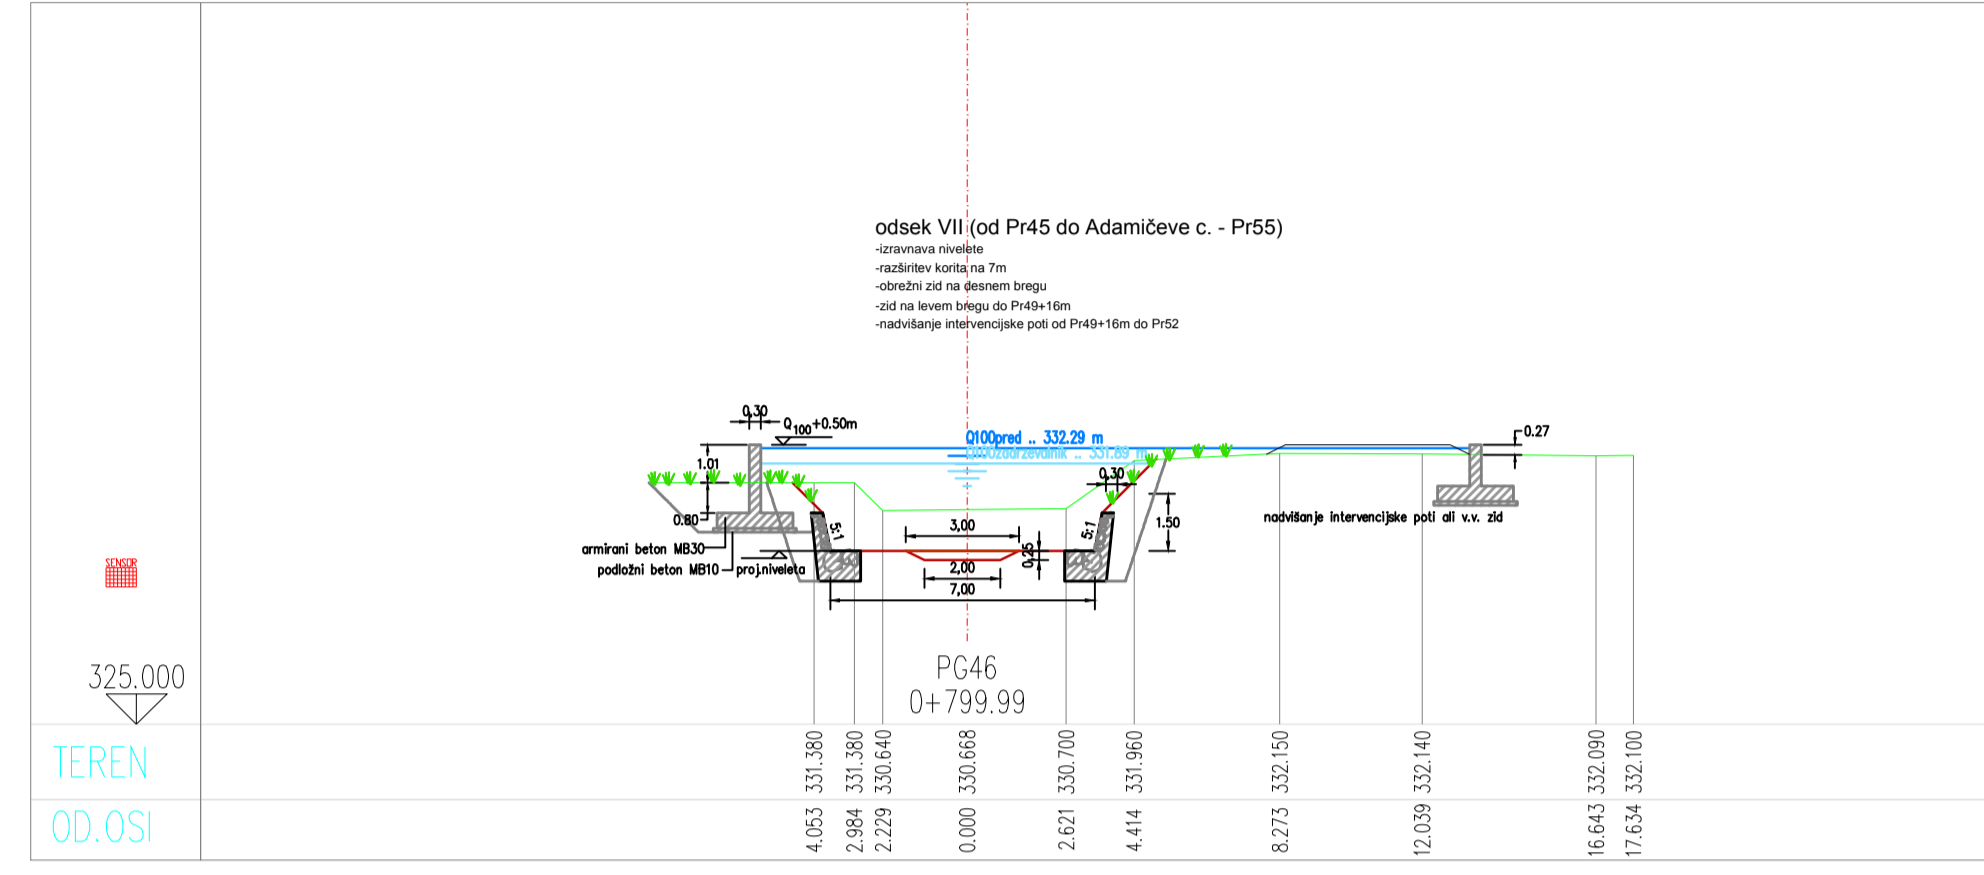 odsek VII (od Pr45 do Adamičeve c. - Pr55)
-izravnava nivelete
-razširitev korita na 7m
-obrežni zid na desnem bregu
-zid na levem bregu do Pr49+16m
-nadvišanje intervencijske poti od Pr49+16m do Pr52
0,30
Q100+0.50m
Q100pred .. 332.29 m
Q100zadrževalnik .. 331.89 m
0.27
1.01
0.80
0,30
1.50
5:1
5:1
3,00
0,25
2,00
7,00
nadvišanje intervencijske poti ali v.v. zid
armirani beton MB30
podložni beton MB10
proj.niveleta
SENSOR
325.000
PG46
0+799.99
TEREN
331.380 331.380 330.640 330.668 330.700 331.960 332.150 332.140 332.090 332.100
OD.OSI
4.053 2.984 2.229 0.000 2.621 4.414 8.273 12.039 16.643 17.634